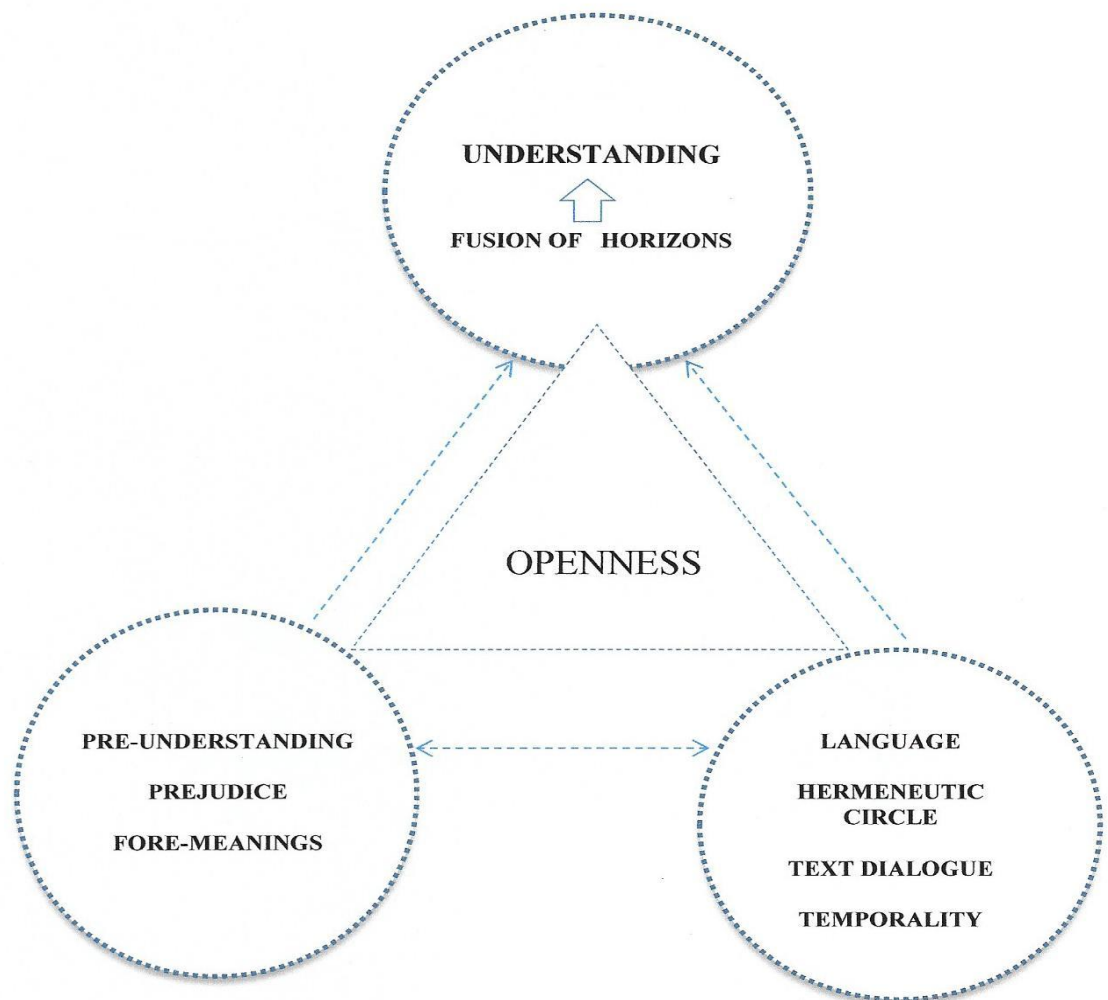 UNDERSTANDING
FUSION OF HORIZONS
OPENNESS
PRE-UNDERSTANDING
PREJUDICE
FORE-MEANINGS
LANGUAGE
HERMENEUTIC
CIRCLE
TEXT DIALOGUE
TEMPORALITY